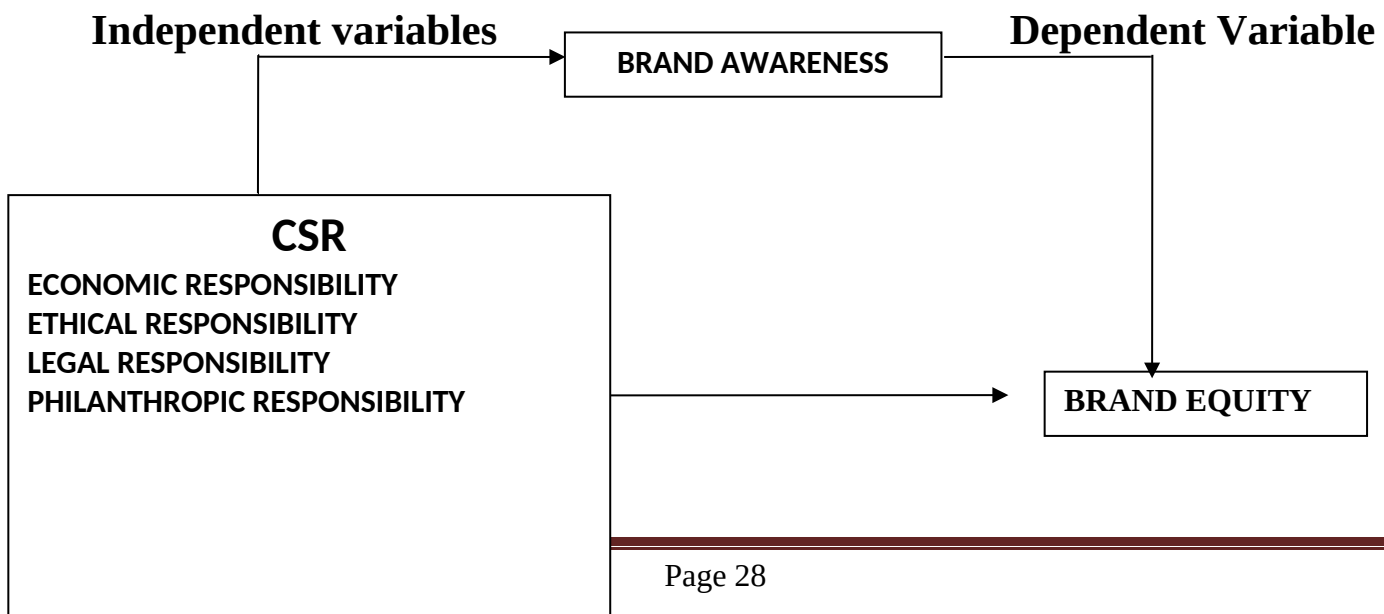 Independent variables
Dependent Variable
BRAND AWARENESS
CSR
ECONOMIC RESPONSIBILITY
ETHICAL RESPONSIBILITY
LEGAL RESPONSIBILITY
PHILANTHROPIC RESPONSIBILITY
BRAND EQUITY
Page 28